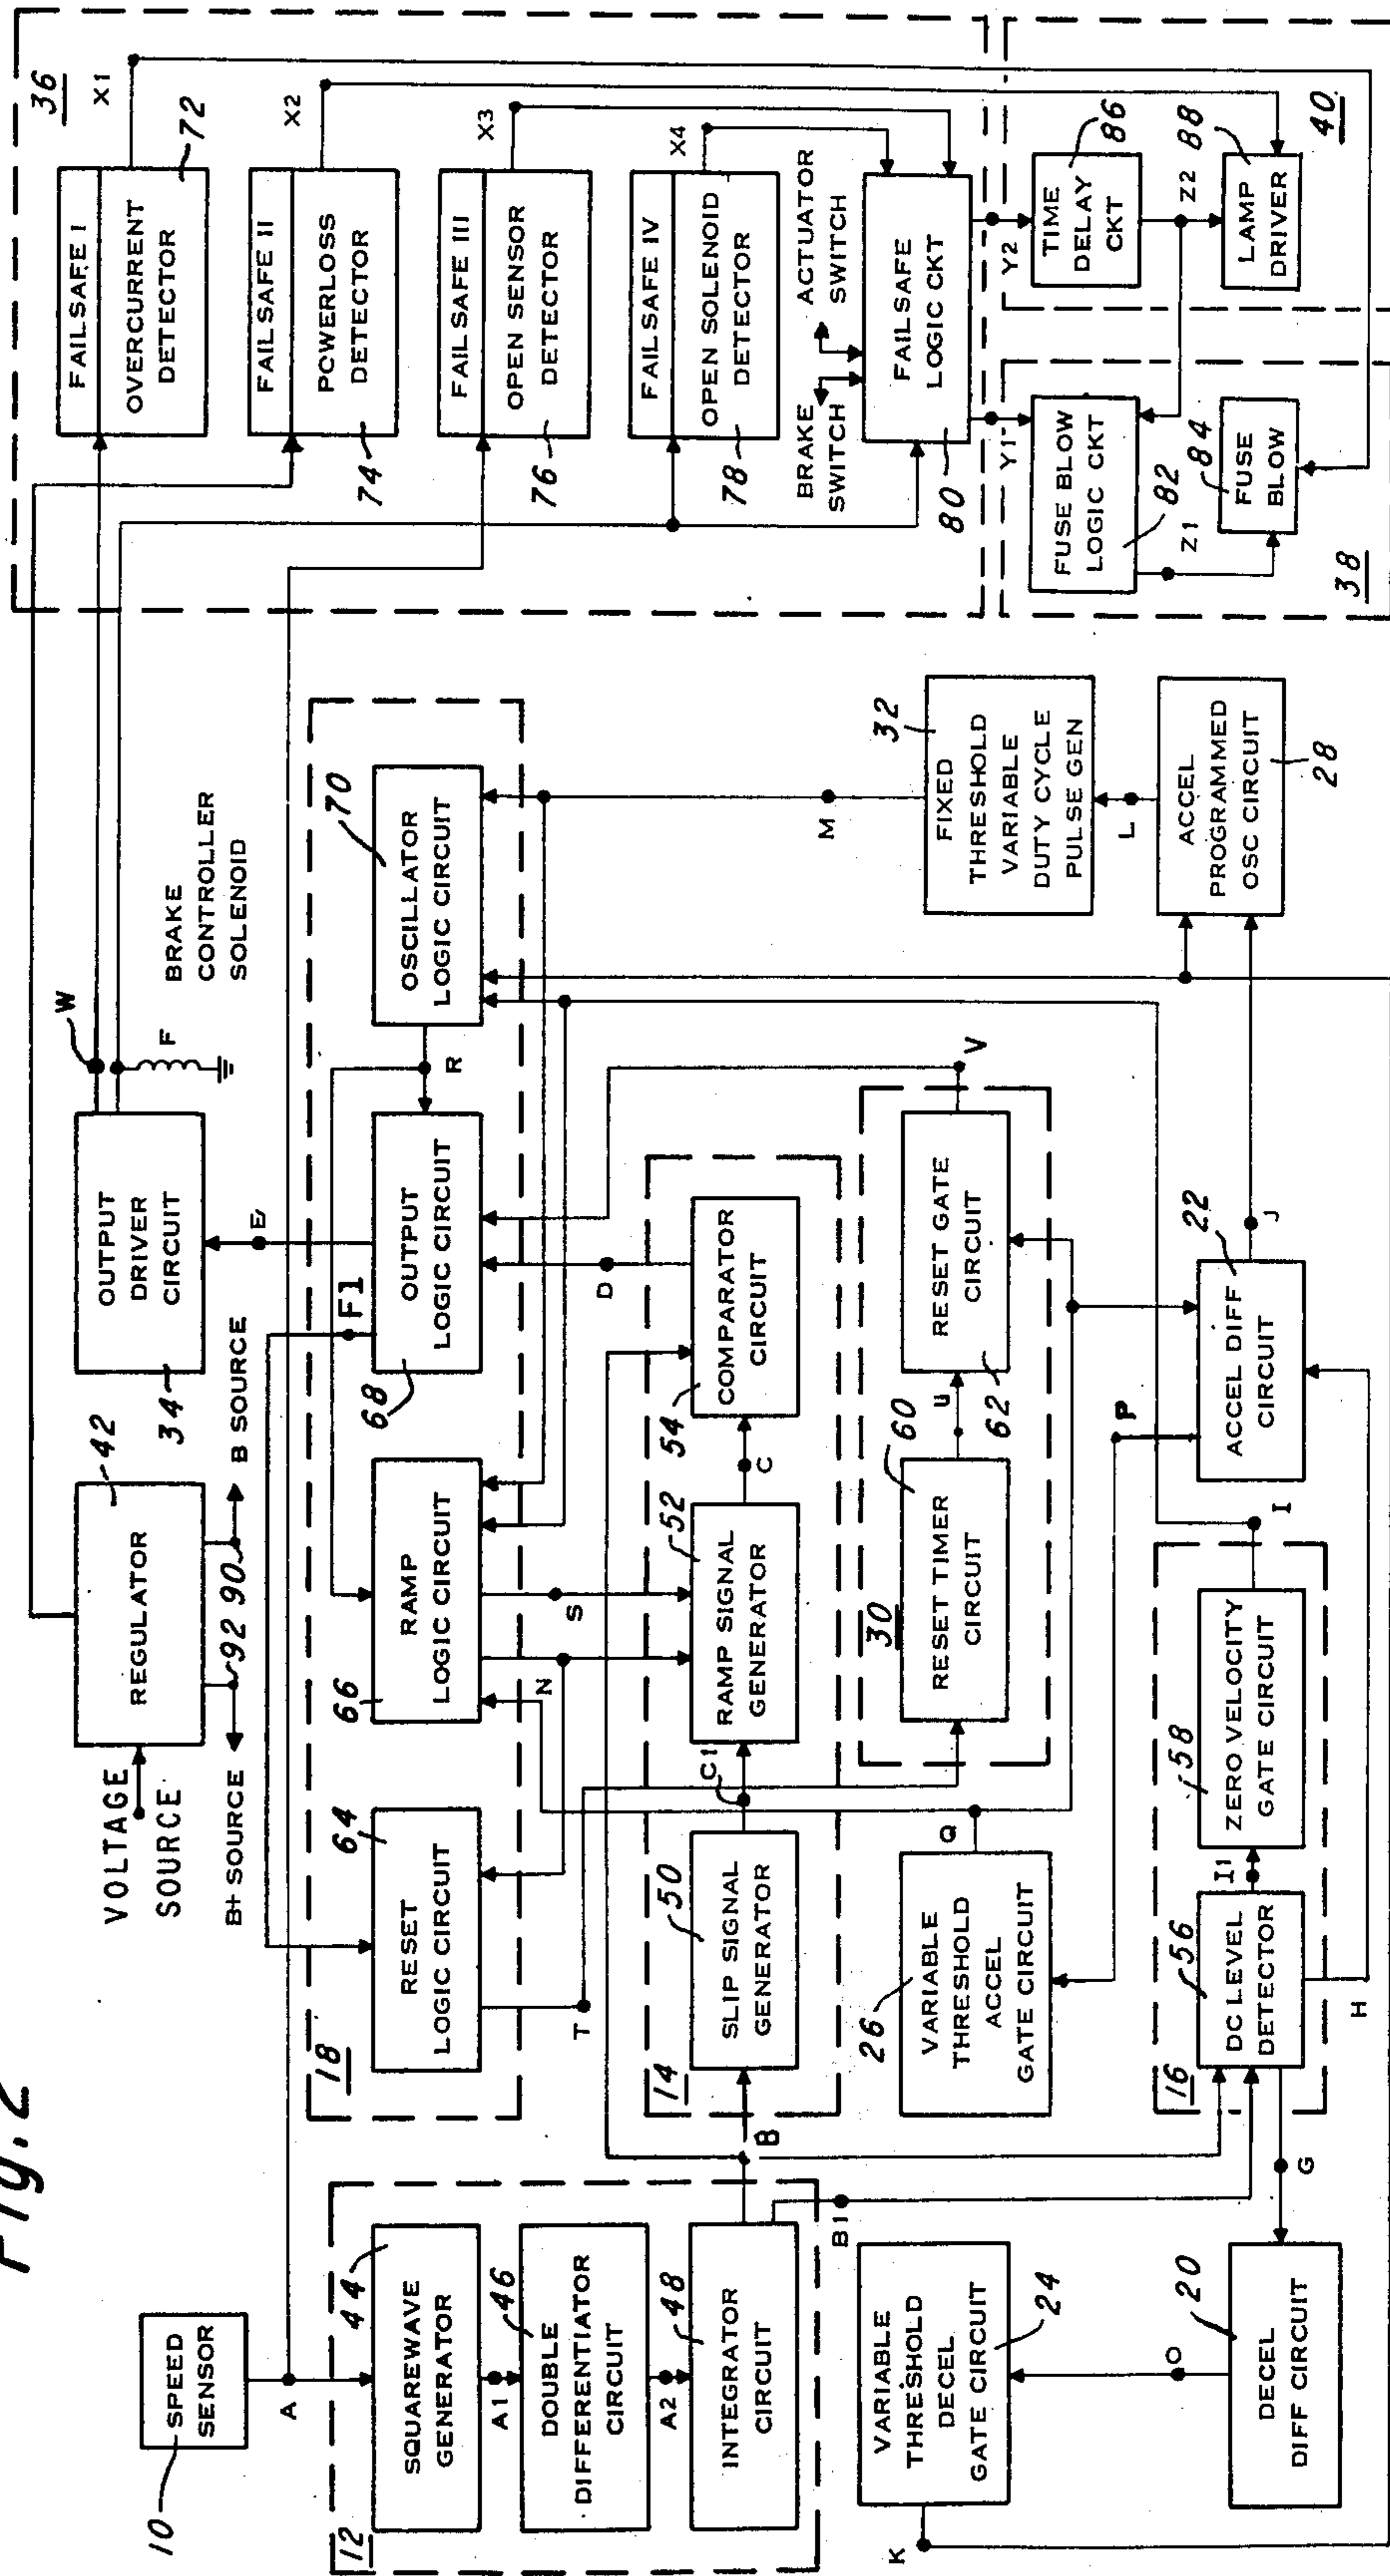 Fig. 2
10
SPEED
SENSOR
A
VOLTAGE
SOURCE
REGULATOR
42
B+ SOURCE
92
90
B SOURCE
OUTPUT
DRIVER
CIRCUIT
34
E
W
F
BRAKE
CONTROLLER
SOLENOID
12
SQUAREWAVE
GENERATOR
44
A1
DOUBLE
DIFFERENTIATOR
CIRCUIT
46
A2
INTEGRATOR
CIRCUIT
48
B
B1
18
RESET
LOGIC CIRCUIT
64
T
RAMP
LOGIC CIRCUIT
66
N
S
F1
OUTPUT
LOGIC CIRCUIT
68
D
R
OSCILLATOR
LOGIC CIRCUIT
70
14
SLIP SIGNAL
GENERATOR
50
C1
RAMP SIGNAL
GENERATOR
52
C
COMPARATOR
CIRCUIT
54
30
RESET TIMER
CIRCUIT
60
U
RESET GATE
CIRCUIT
62
V
VARIABLE
THRESHOLD
DECEL
GATE CIRCUIT
24
K
O
DECEL
DIFF CIRCUIT
20
G
VARIABLE
THRESHOLD
ACCEL
GATE CIRCUIT
26
Q
16
DC LEVEL
DETECTOR
56
I1
ZERO VELOCITY
GATE CIRCUIT
58
H
I
P
ACCEL DIFF
CIRCUIT
22
J
FIXED
THRESHOLD
VARIABLE
DUTY CYCLE
PULSE GEN
32
M
L
ACCEL
PROGRAMMED
OSC CIRCUIT
28
36
FAILSAFE I
OVERCURRENT
DETECTOR
72
X1
FAILSAFE II
POWERLOSS
DETECTOR
74
X2
FAILSAFE III
OPEN SENSOR
DETECTOR
76
X3
FAILSAFE IV
OPEN SOLENOID
DETECTOR
78
X4
BRAKE
SWITCH
ACTUATOR
SWITCH
FAILSAFE
LOGIC CKT
80
Y1
Y2
FUSE BLOW
LOGIC CKT
82
Z1
FUSE
BLOW
84
38
TIME
DELAY
CKT
86
Z2
LAMP
DRIVER
88
40